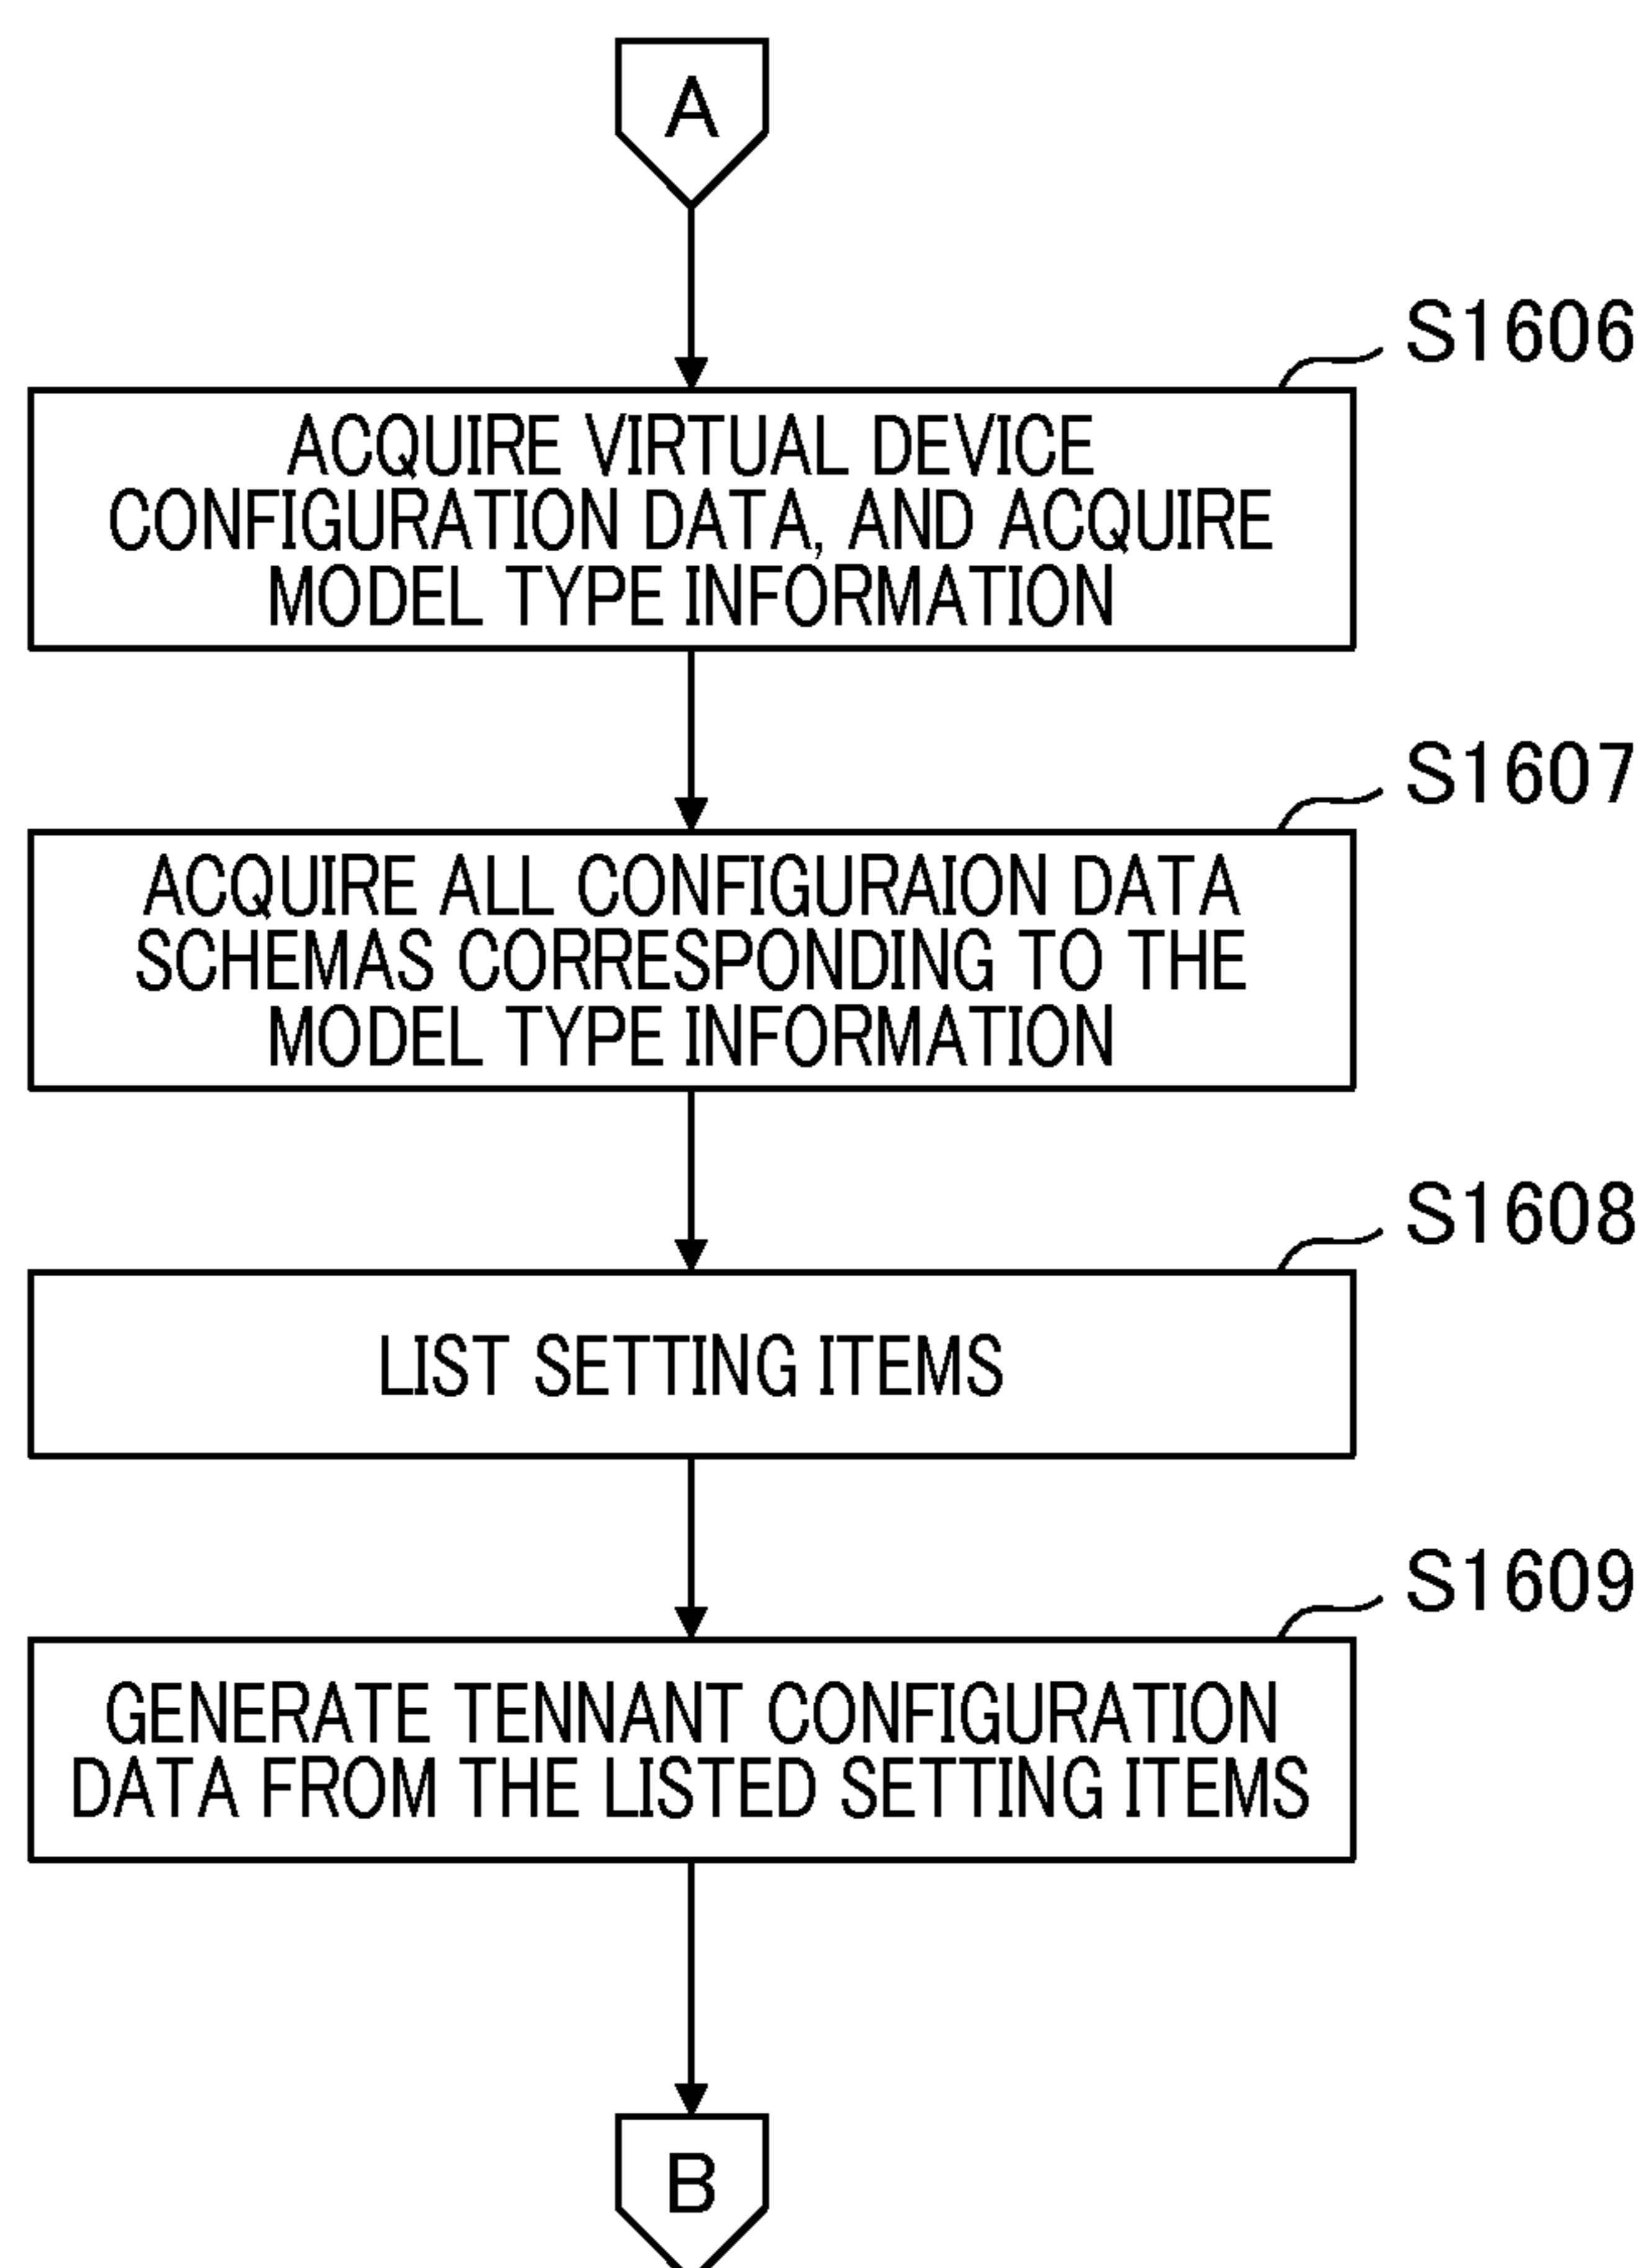 A
S1606
ACQUIRE VIRTUAL DEVICE
CONFIGURATION DATA, AND ACQUIRE
MODEL TYPE INFORMATION
S1607
ACQUIRE ALL CONFIGURAION DATA
SCHEMAS CORRESPONDING TO THE
MODEL TYPE INFORMATION
S1608
LIST SETTING ITEMS
S1609
GENERATE TENNANT CONFIGURATION
DATA FROM THE LISTED SETTING ITEMS
B